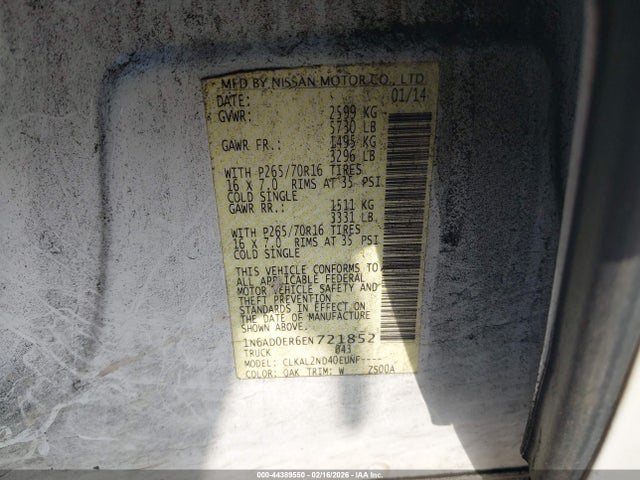 MFD BY NISSAN MOTOR CO., LTD
DATE: 01/14
GVWR: 2599 KG
5730 LB
GAWR FR.: 1495 KG
3296 LB
WITH P265/70R16 TIRES
16 X 7.0 RIMS AT 35 PSI
COLD SINGLE
GAWR RR.: 1511 KG
3331 LB.
WITH P265/70R16 TIRES
16 X 7.0 RIMS AT 35 PSI
COLD SINGLE
THIS VEHICLE CONFORMS TO
ALL APPLICABLE FEDERAL
MOTOR VEHICLE SAFETY AND
THEFT PREVENTION
STANDARDS IN EFFECT ON
THE DATE OF MANUFACTURE
SHOWN ABOVE.
1N6AD0ER6EN721852
TRUCK 043
MODEL: CLKAL2ND40EUNF----
COLOR: QAK TRIM: W ZS00A
000-44389550 - 02/16/2026 - IAA Inc.